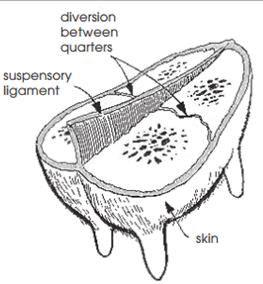 diversion
between
quarters
suspensory
ligament
skin